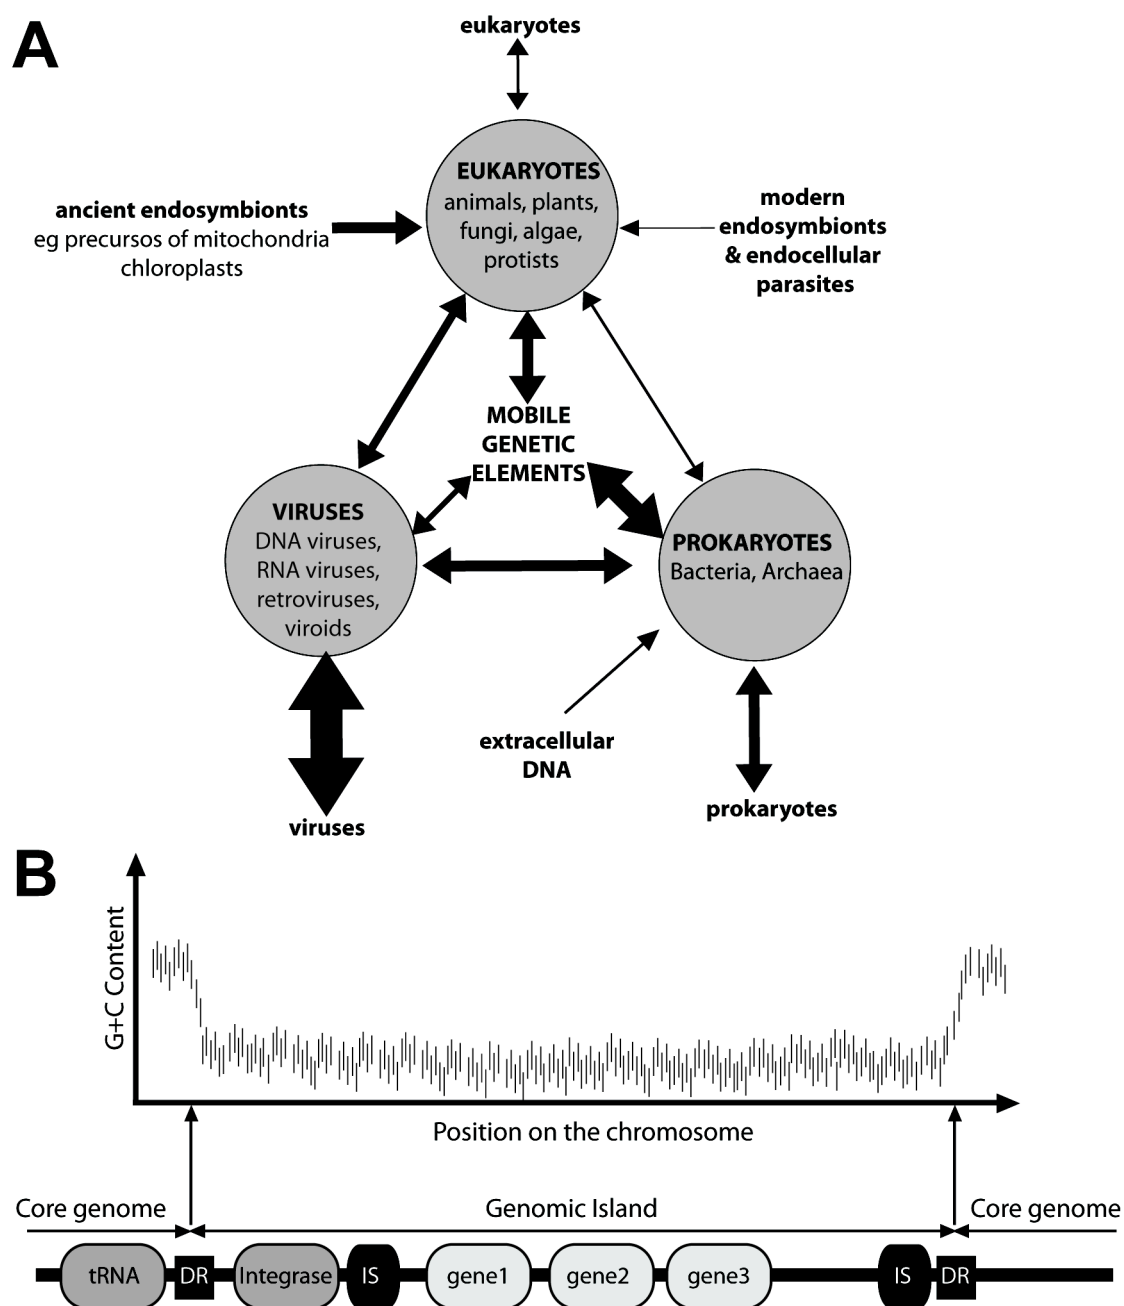 A
eukaryotes
EUKARYOTES
animals, plants,
fungi, algae,
protists
ancient endosymbionts
eg precursos of mitochondria
chloroplasts
modern
endosymbionts
& endocellular
parasites
MOBILE
GENETIC
ELEMENTS
VIRUSES
DNA viruses,
RNA viruses,
retroviruses,
viroids
PROKARYOTES
Bacteria, Archaea
extracellular
DNA
viruses
prokaryotes
B
G+C Content
Position on the chromosome
Core genome
Genomic Island
Core genome
tRNA
DR
Integrase
IS
gene1
gene2
gene3
IS
DR